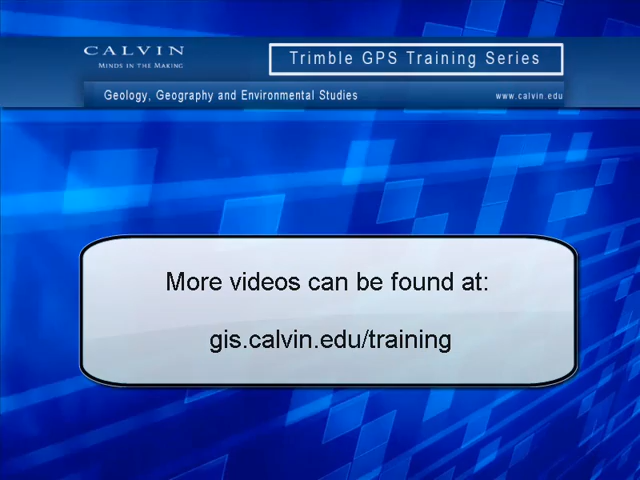 CALVIN
MINDS IN THE MAKING
Trimble GPS Training Series
Geology, Geography and Environmental Studies
www.calvin.edu
More videos can be found at:
gis.calvin.edu/training